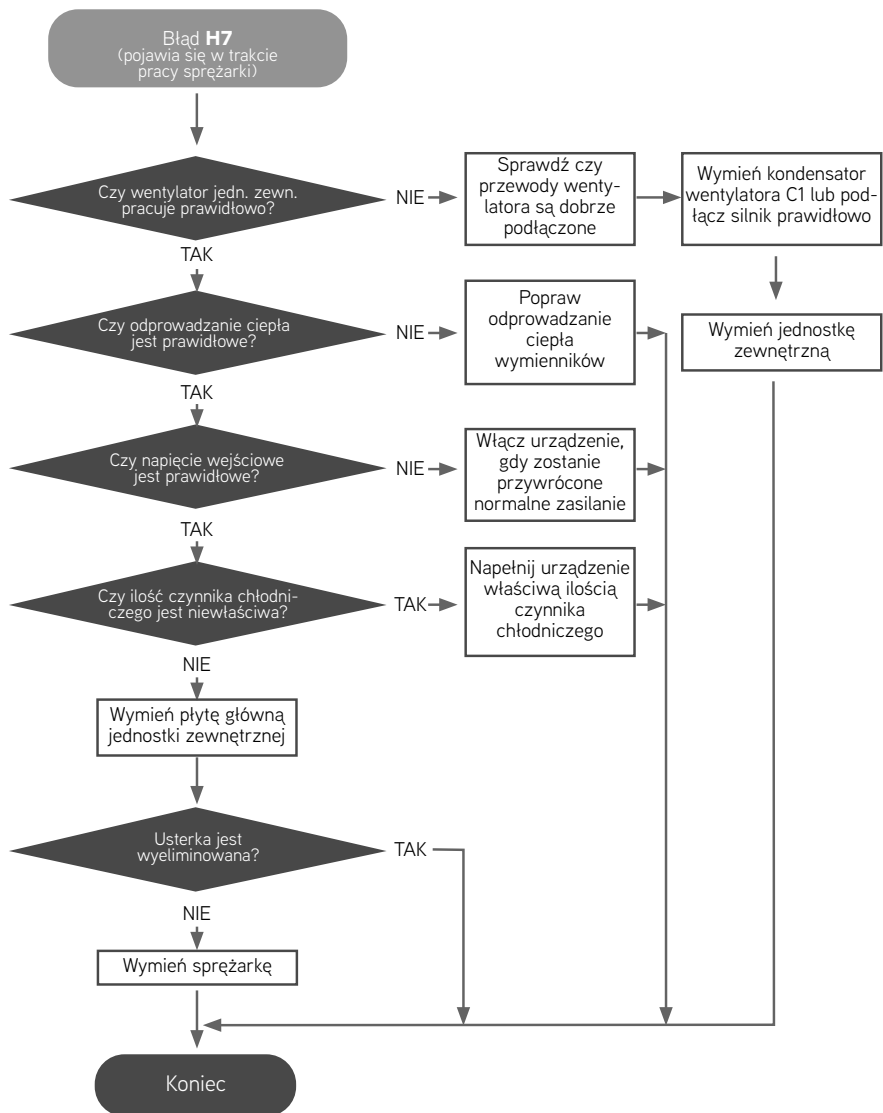 Błąd H7
(pojawia się w trakcie
pracy sprężarki)
Czy wentylator jedn. zewn.
pracuje prawidłowo?
NIE
Sprawdź czy
przewody wenty-
latora są dobrze
podłączone
Wymień kondensator
wentylatora C1 lub pod-
łącz silnik prawidłowo
TAK
Czy odprowadzanie ciepła
jest prawidłowe?
NIE
Popraw
odprowadzanie
ciepła
wymienników
Wymień jednostkę
zewnętrzną
TAK
Czy napięcie wejściowe
jest prawidłowe?
NIE
Włącz urządzenie,
gdy zostanie
przywrócone
normalne zasilanie
TAK
Czy ilość czynnika chłodni-
czego jest niewłaściwa?
TAK
Napełnij urządzenie
właściwą ilością
czynnika
chłodniczego
NIE
Wymień płytę główną
jednostki zewnętrznej
Usterka jest
wyeliminowana?
TAK
NIE
Wymień sprężarkę
Koniec